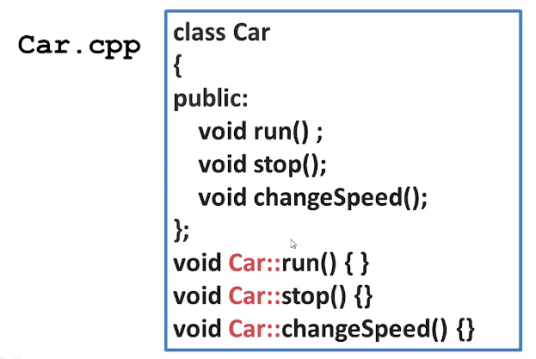 Car.cpp
class Car
{
public:
void run() ;
void stop();
void changeSpeed();
};
void Car::run() { }
void Car::stop() {}
void Car::changeSpeed() {}